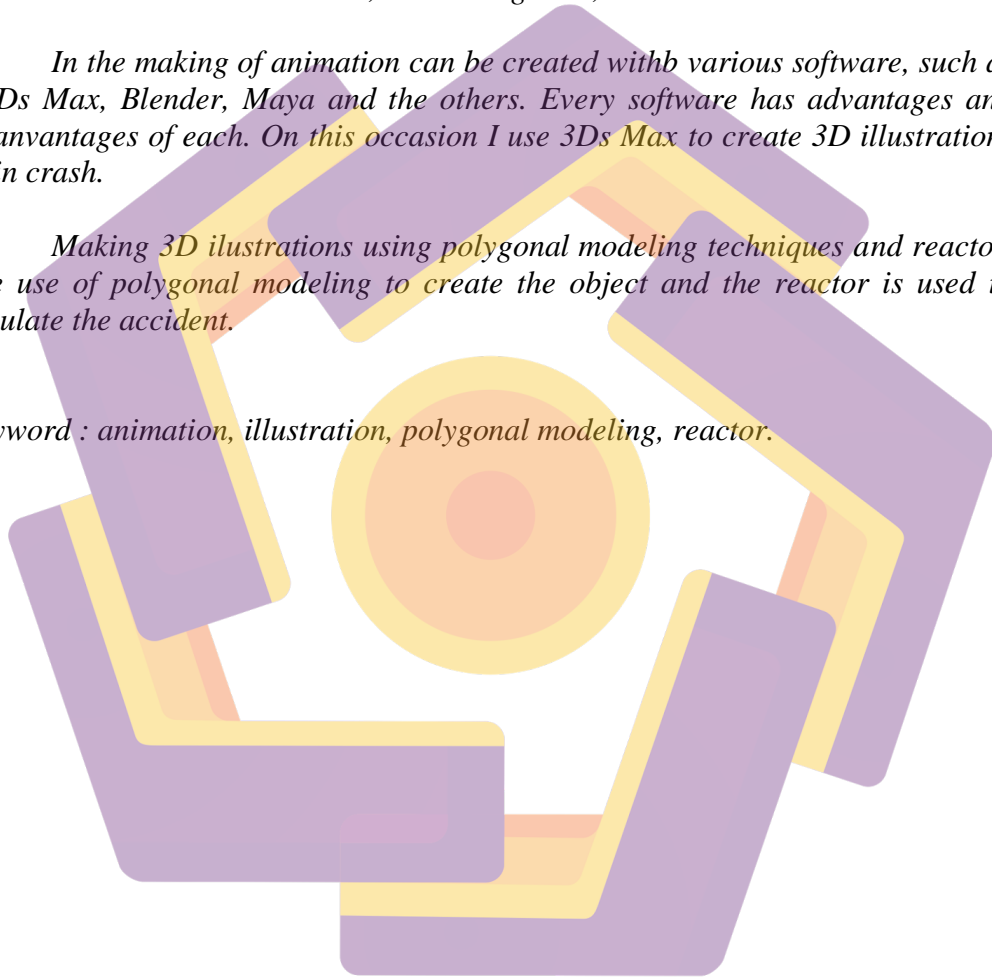 In the making of animation can be created withb various software, such
Ds Max, Blender, Maya and the others. Every software has advantages an
anvantages of each. On this occasion I use 3Ds Max to create 3D illustration
in crash.
Making 3D ilustrations using polygonal modeling techniques and reacto
e use of polygonal modeling to create the object and the reactor is used
ulate the accident.
yword : animation, illustration, polygonal modeling, reactor.